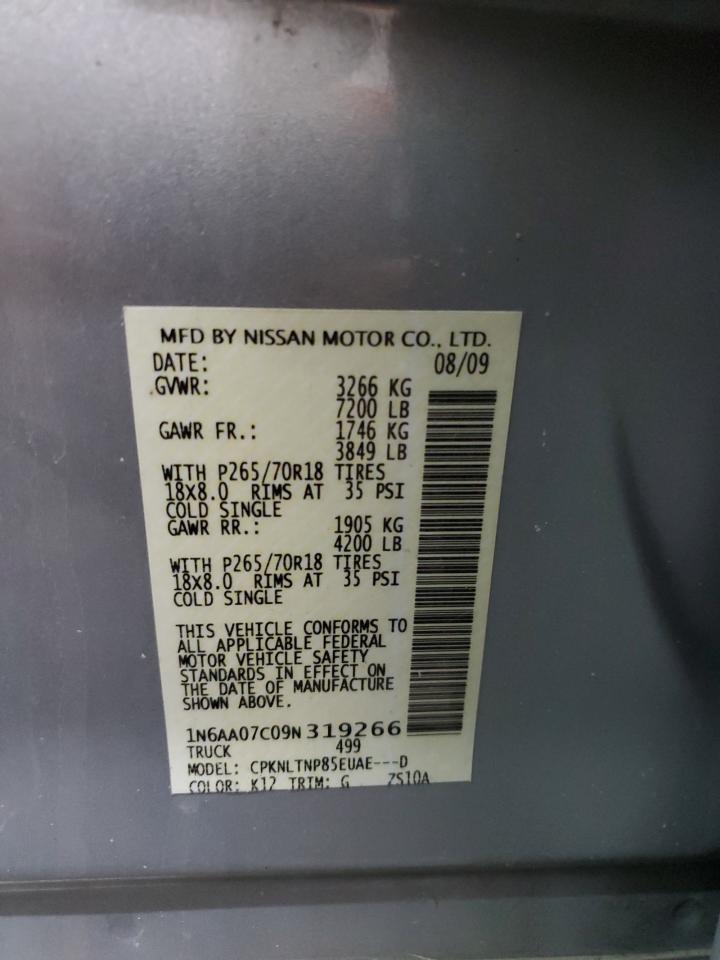 MFD BY NISSAN MOTOR CO., LTD.
DATE: 08/09
GVWR: 3266 KG
7200 LB
GAWR FR.: 1746 KG
3849 LB
WITH P265/70R18 TIRES
18X8.0 RIMS AT 35 PSI
COLD SINGLE
GAWR RR.: 1905 KG
4200 LB
WITH P265/70R18 TIRES
18X8.0 RIMS AT 35 PSI
COLD SINGLE
THIS VEHICLE CONFORMS TO
ALL APPLICABLE FEDERAL
MOTOR VEHICLE SAFETY
STANDARDS IN EFFECT ON
THE DATE OF MANUFACTURE
SHOWN ABOVE.
1N6AA07C09N319266
TRUCK 499
MODEL: CPKNLTNP85EUAE---D
COLOR: K12 TRIM: G ZS10A